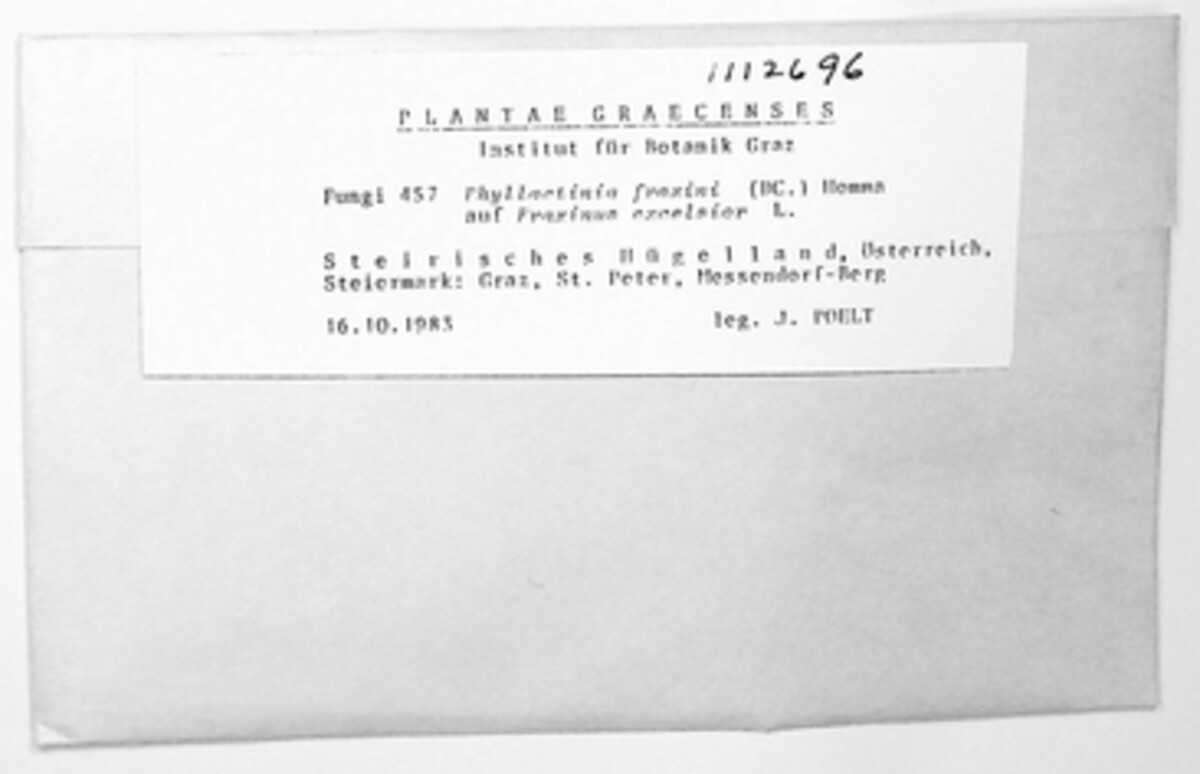 1112696
PLANTAE GRAECENSES
Institut für Botanik Graz
Fungi 457 Phyllactinia fraxini (DC.) Homma
auf Fraxinus excelsior L.
Steirisches Hügelland, Österreich,
Steiermark: Graz, St. Peter, Messendorf-Berg
16.10.1983 leg. J. POELT